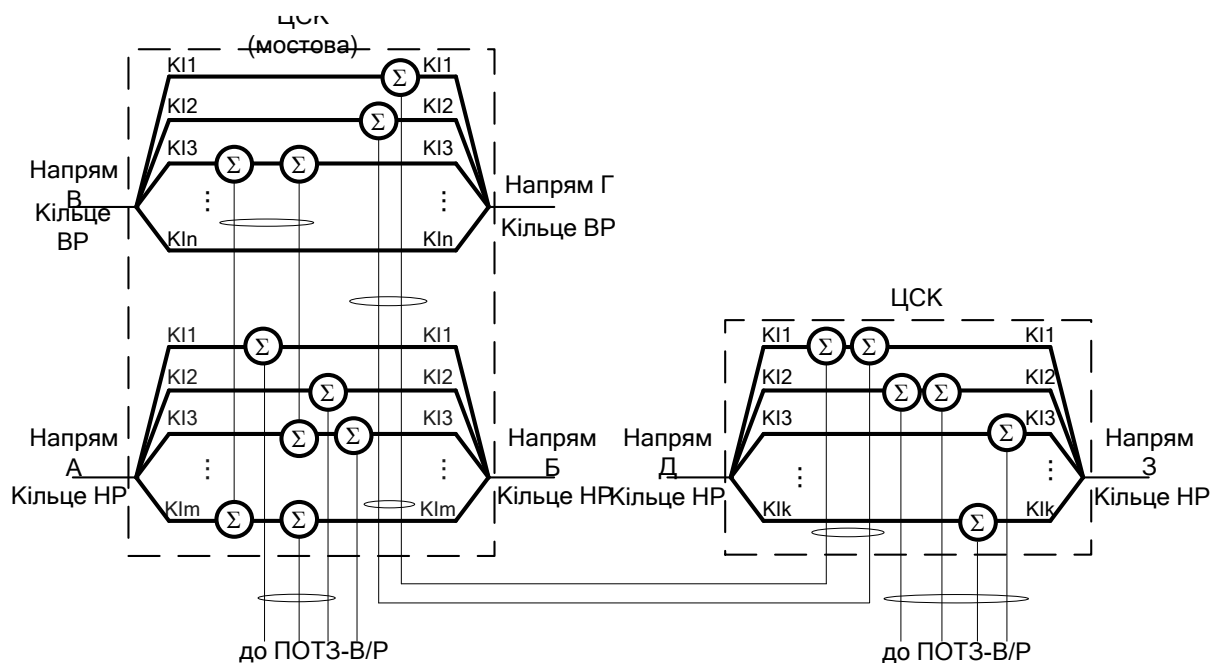 ЦСК
(мостова)
КІ1 Σ КІ1
КІ2 Σ КІ2
КІ3 Σ Σ КІ3
Напрям
В
Кільце
ВР
⋮ ⋮
Напрям Г
Кільце ВР
КІn КІn
КІ1 Σ КІ1
КІ2 Σ КІ2
КІ3 Σ Σ КІ3
Напрям
А
Кільце НР
⋮ ⋮
Напрям
Б
Кільце НР
КІm Σ Σ КІm
до ПОТЗ-В/Р
ЦСК
КІ1 Σ Σ КІ1
КІ2 Σ Σ КІ2
КІ3 Σ КІ3
Напрям
Д
Кільце НР
⋮ ⋮
Напрям
З
Кільце НР
КІk Σ КІk
до ПОТЗ-В/Р